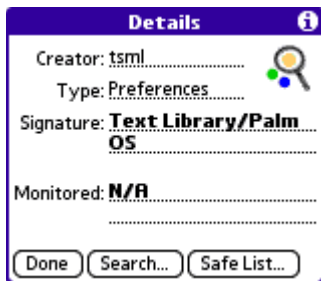 Details
Creator: tsml
Type: Preferences
Signature: Text Library/Palm
OS
Monitored: N/A
Done Search... Safe List...